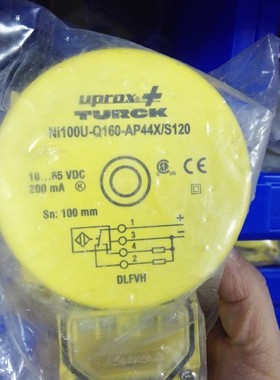 uprox+
TURCK
Ni100U-Q160-AP44X/S120
10...65 VDC
200 mA K
CE
Sn: 100 mm
1
+
3
-
4
2
DLFVH